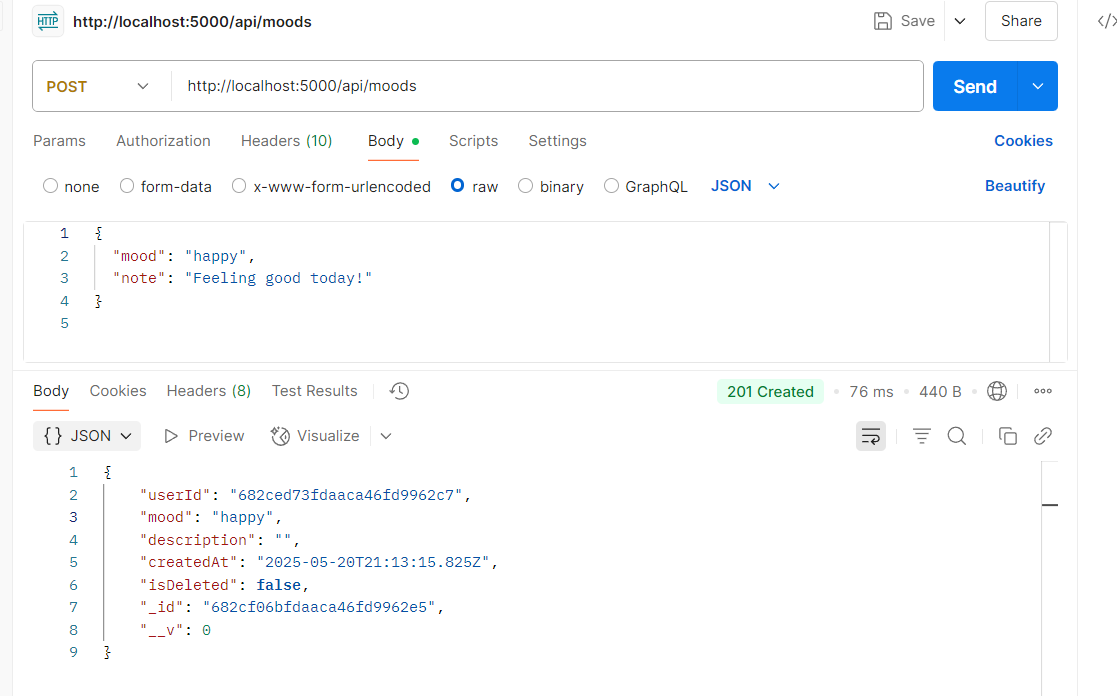 HTTP http://localhost:5000/api/moods Save Share </>
POST http://localhost:5000/api/moods Send
Params Authorization Headers (10) Body Scripts Settings Cookies
none form-data x-www-form-urlencoded raw binary GraphQL JSON Beautify
1 {
2 "mood": "happy",
3 "note": "Feeling good today!"
4 }
5
Body Cookies Headers (8) Test Results 201 Created • 76 ms • 440 B •
{} JSON Preview Visualize
1 {
2 "userId": "682ced73fdaaca46fd9962c7",
3 "mood": "happy",
4 "description": "",
5 "createdAt": "2025-05-20T21:13:15.825Z",
6 "isDeleted": false,
7 "_id": "682cf06bfdaaca46fd9962e5",
8 "__v": 0
9 }